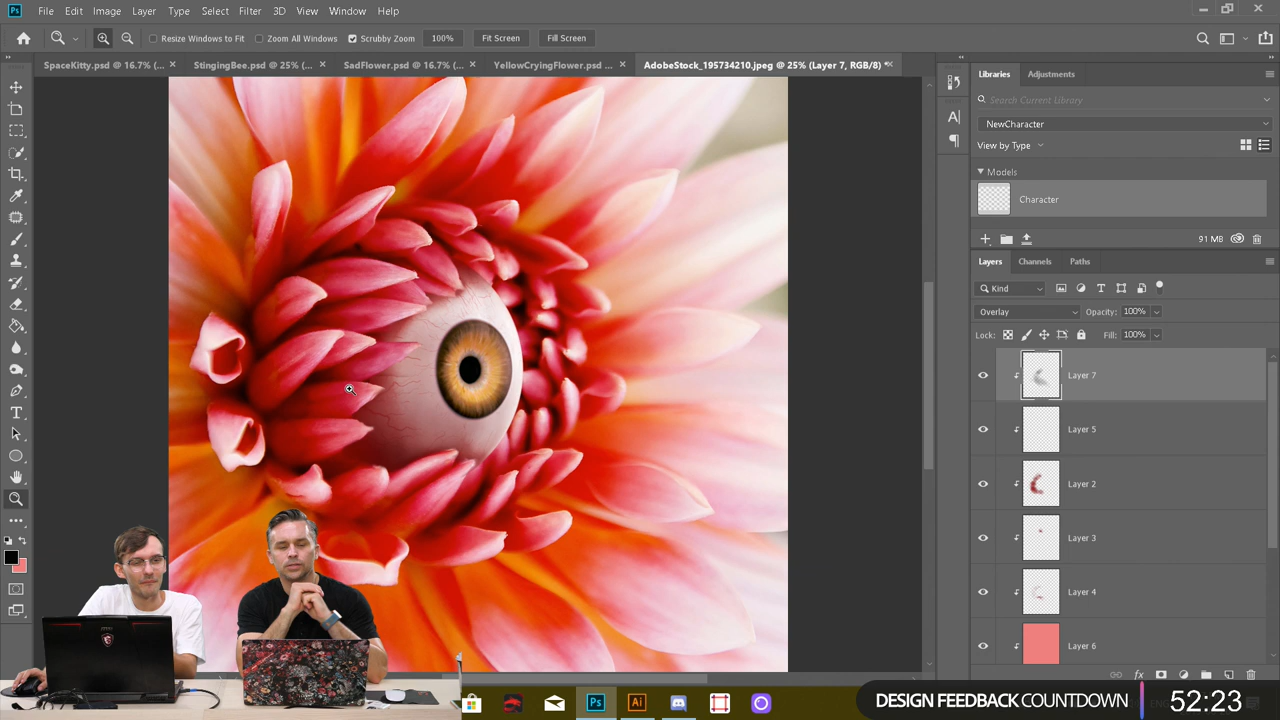 Ps File Edit Image Layer Type Select Filter 3D View Window Help
Resize Windows to Fit Zoom All Windows Scrubby Zoom 100% Fit Screen Fill Screen
SpaceKitty.psd @ 16.7% (... × StingingBee.psd @ 25% (... × SadFlower.psd @ 16.7% (... × YellowCryingFlower.psd ... × AdobeStock_195734210.jpeg @ 25% (Layer 7, RGB/8) *
Libraries Adjustments
Search Current Library
NewCharacter
View by Type
Models
Character
91 MB
Layers Channels Paths
Kind
Overlay Opacity: 100%
Lock: Fill: 100%
Layer 7
Layer 5
Layer 2
Layer 3
Layer 4
Layer 6
fx
Ps Ai
DESIGN FEEDBACK COUNTDOWN 52:23